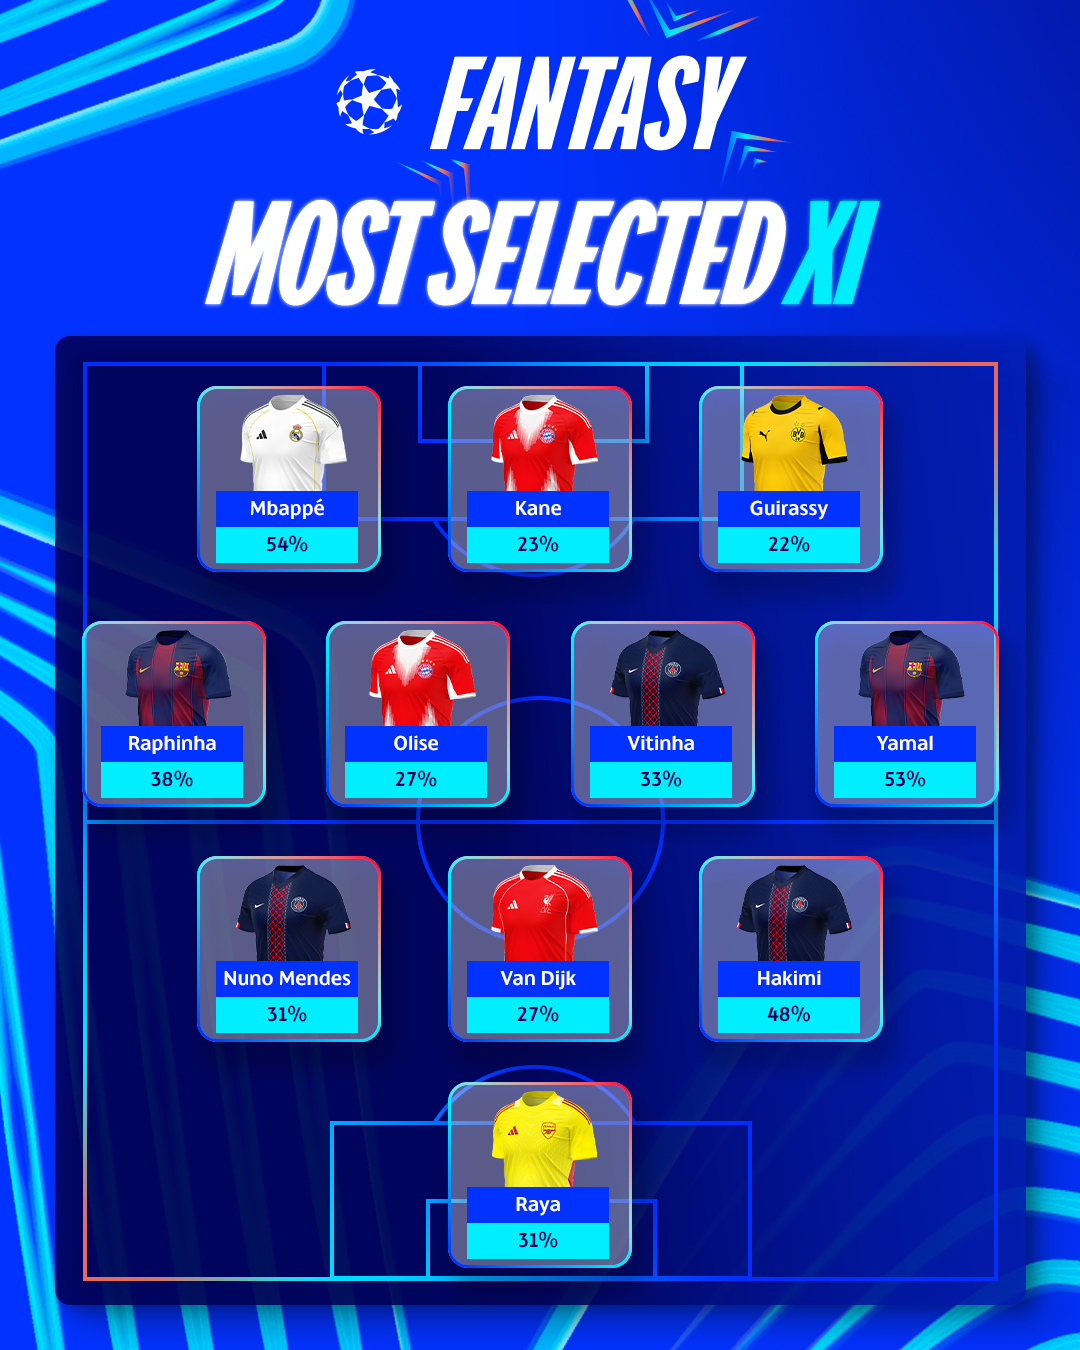 FANTASY
MOST SELECTED XI
Mbappé
54%
Kane
23%
Guirassy
22%
Raphinha
38%
Olise
27%
Vitinha
33%
Yamal
53%
Nuno Mendes
31%
Van Dijk
27%
Hakimi
48%
Raya
31%